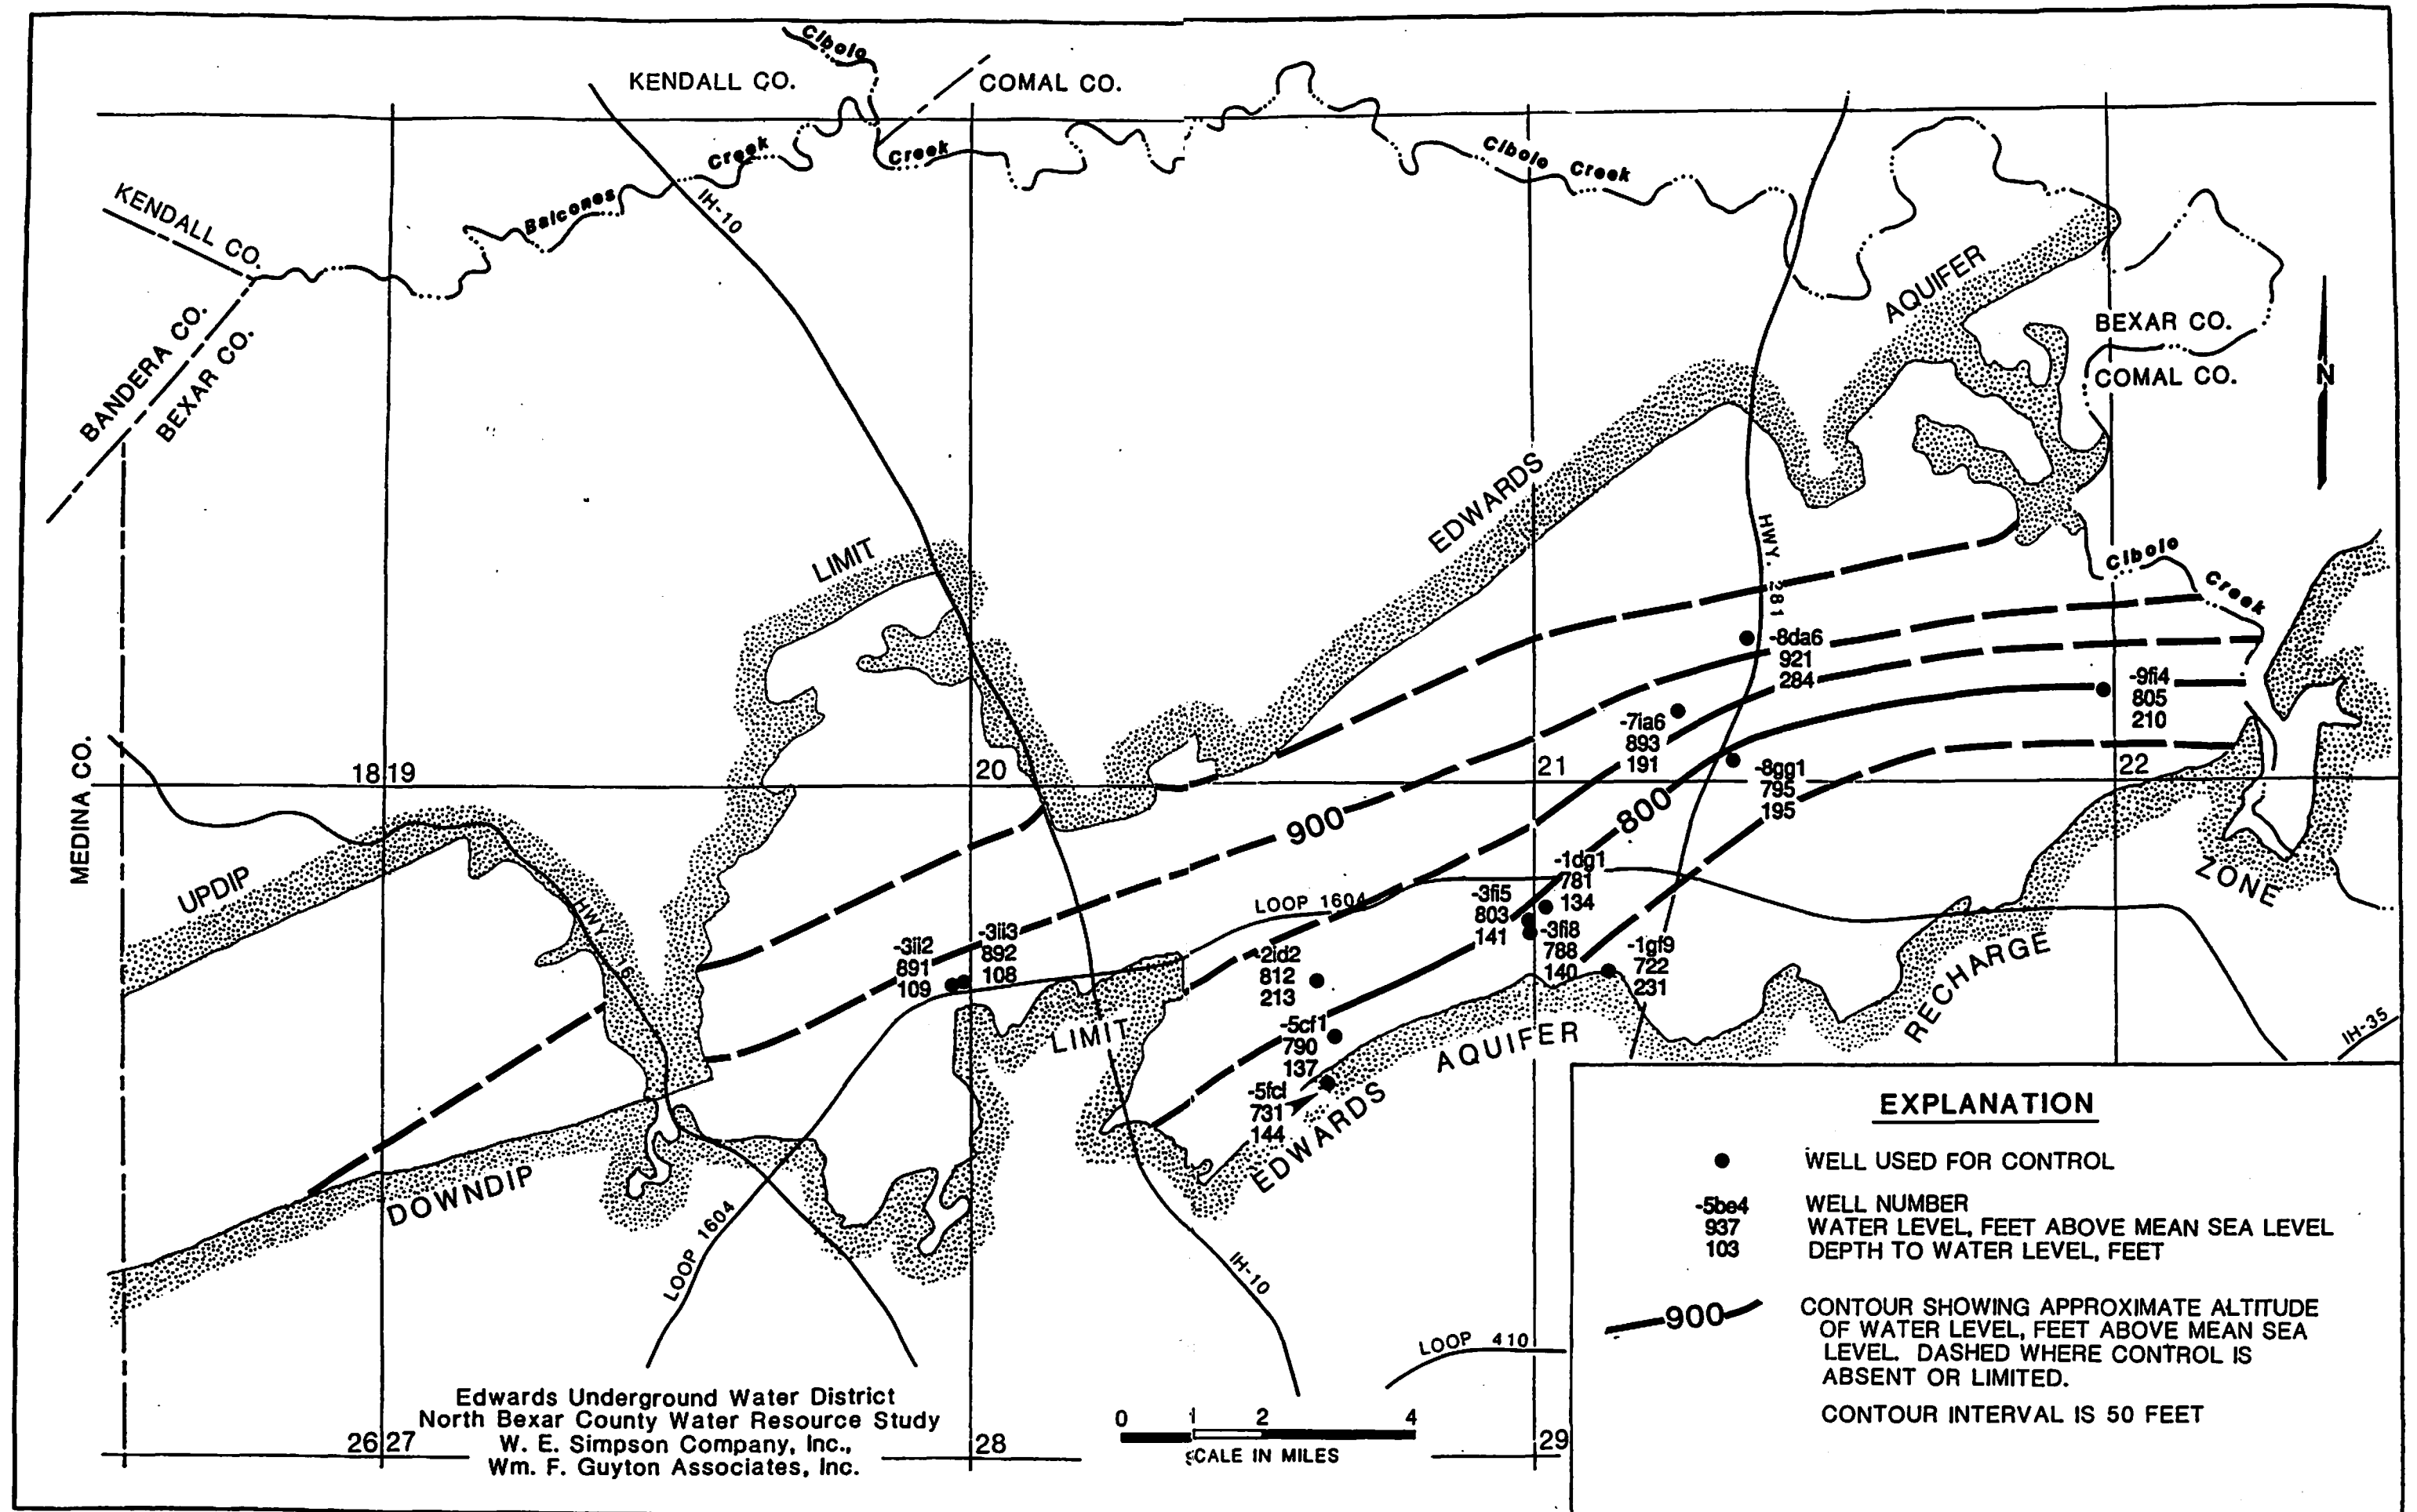 Cibolo
KENDALL CO.
COMAL CO.
Creek
Creek
Cibolo Creek
Balcones
IH-10
KENDALL CO.
BANDERA CO.
BEXAR CO.
AQUIFER
BEXAR CO.
COMAL CO.
N
EDWARDS
HWY. 281
LIMIT
Cibolo
Creek
-8da6
921
284
-9fi4
805
210
-7ia6
893
191
MEDINA CO.
18
19
20
21
22
-8gg1
795
195
900
800
UPDIP
HWY 16
ZONE
LOOP 1604
-1dg1
781
134
-3fi5
803
141
-3fi8
788
140
-3ii2
891
109
-3ii3
892
108
-2id2
812
213
-1gf9
722
231
RECHARGE
LIMIT
-5cf1
790
137
AQUIFER
IH-35
-5fcl
731
144
EDWARDS
DOWNDIP
LOOP 1604
IH-10
LOOP 410
EXPLANATION
WELL USED FOR CONTROL
-5be4 WELL NUMBER
937 WATER LEVEL, FEET ABOVE MEAN SEA LEVEL
103 DEPTH TO WATER LEVEL, FEET
900 CONTOUR SHOWING APPROXIMATE ALTITUDE
OF WATER LEVEL, FEET ABOVE MEAN SEA
LEVEL. DASHED WHERE CONTROL IS
ABSENT OR LIMITED.
CONTOUR INTERVAL IS 50 FEET
Edwards Underground Water District
North Bexar County Water Resource Study
W. E. Simpson Company, Inc.,
Wm. F. Guyton Associates, Inc.
26
27
28
29
0 1 2 4
SCALE IN MILES